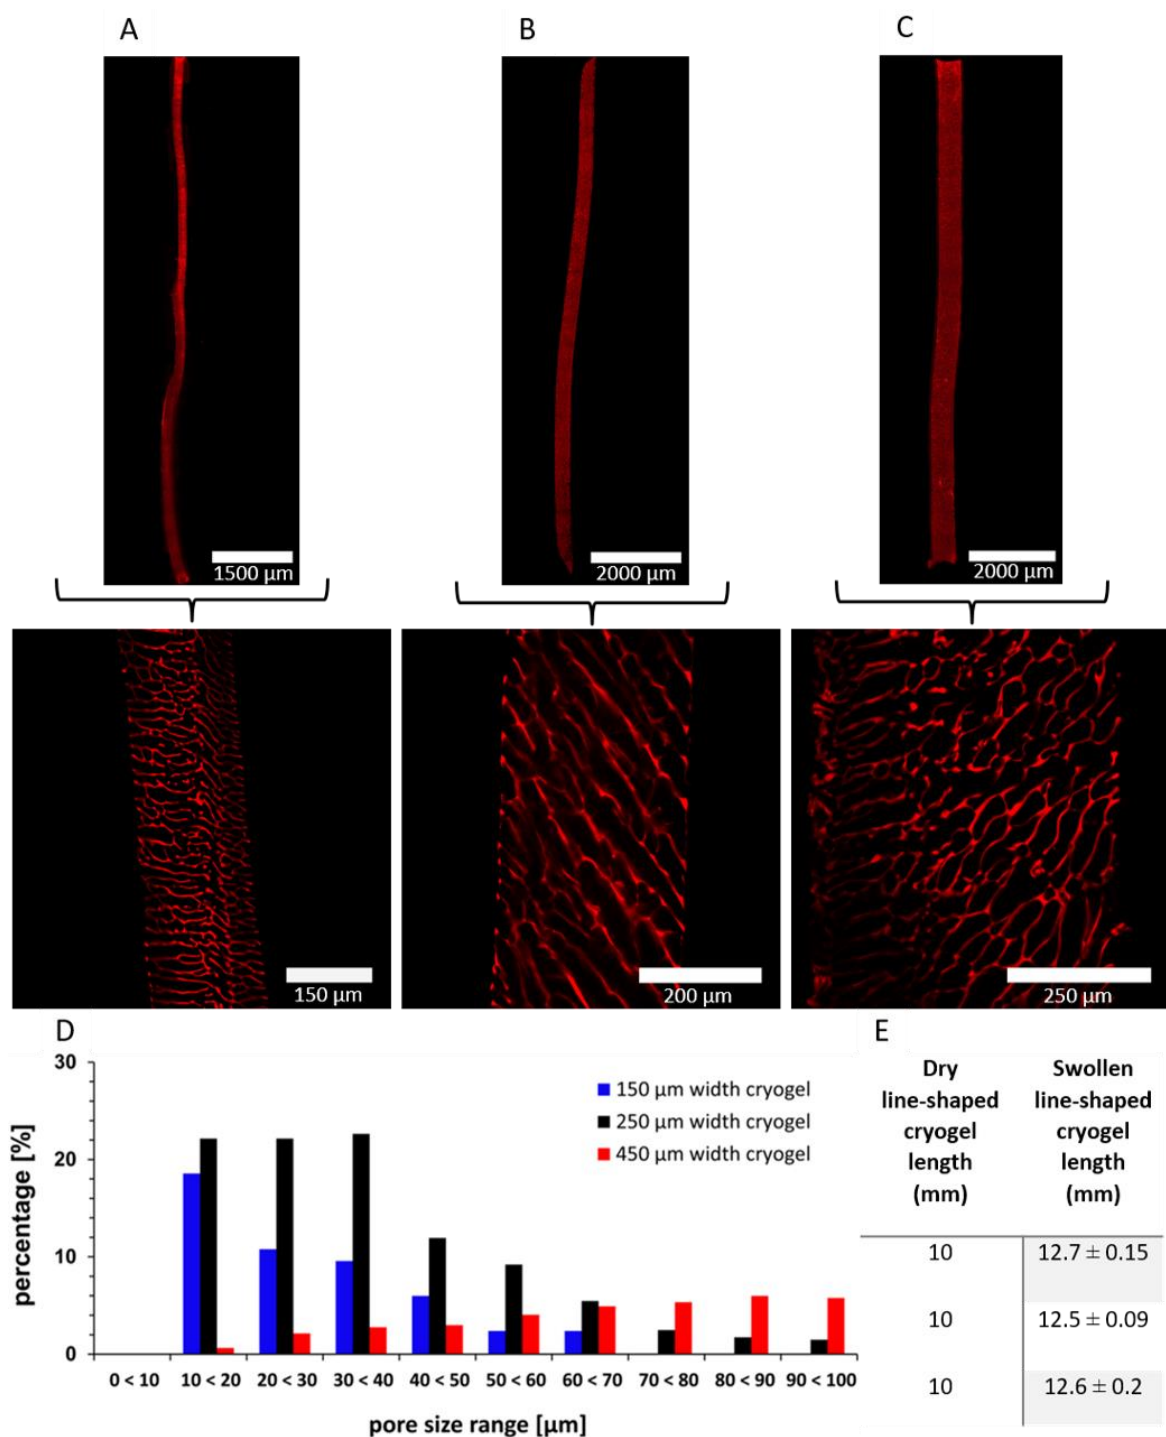 A
B
C
1500 µm
2000 µm
2000 µm
150 µm
200 µm
250 µm
D
30
20
10
0
percentage [%]
150 µm width cryogel
250 µm width cryogel
450 µm width cryogel
0 < 10 10 < 20 20 < 30 30 < 40 40 < 50 50 < 60 60 < 70 70 < 80 80 < 90 90 < 100
pore size range [µm]
E
Dry
line-shaped
cryogel
length
(mm)
Swollen
line-shaped
cryogel
length
(mm)
10 12.7 ± 0.15
10 12.5 ± 0.09
10 12.6 ± 0.2